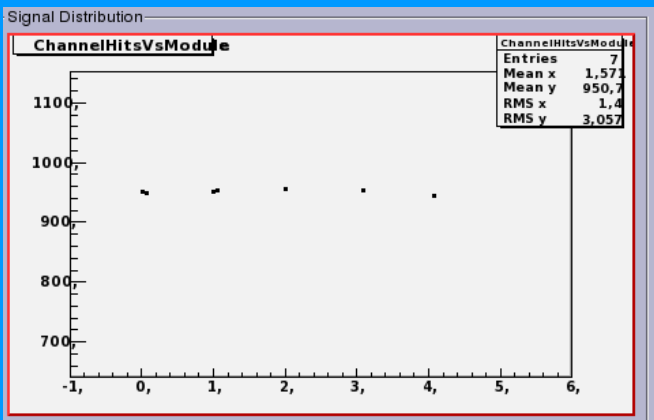 Signal Distribution
ChannelHitsVsModule
ChannelHitsVsModule
Entries 7
Mean x 1,571
Mean y 950,7
RMS x 1,4
RMS y 3,057
1100,
1000,
900,
800,
700,
-1, 0, 1, 2, 3, 4, 5, 6,